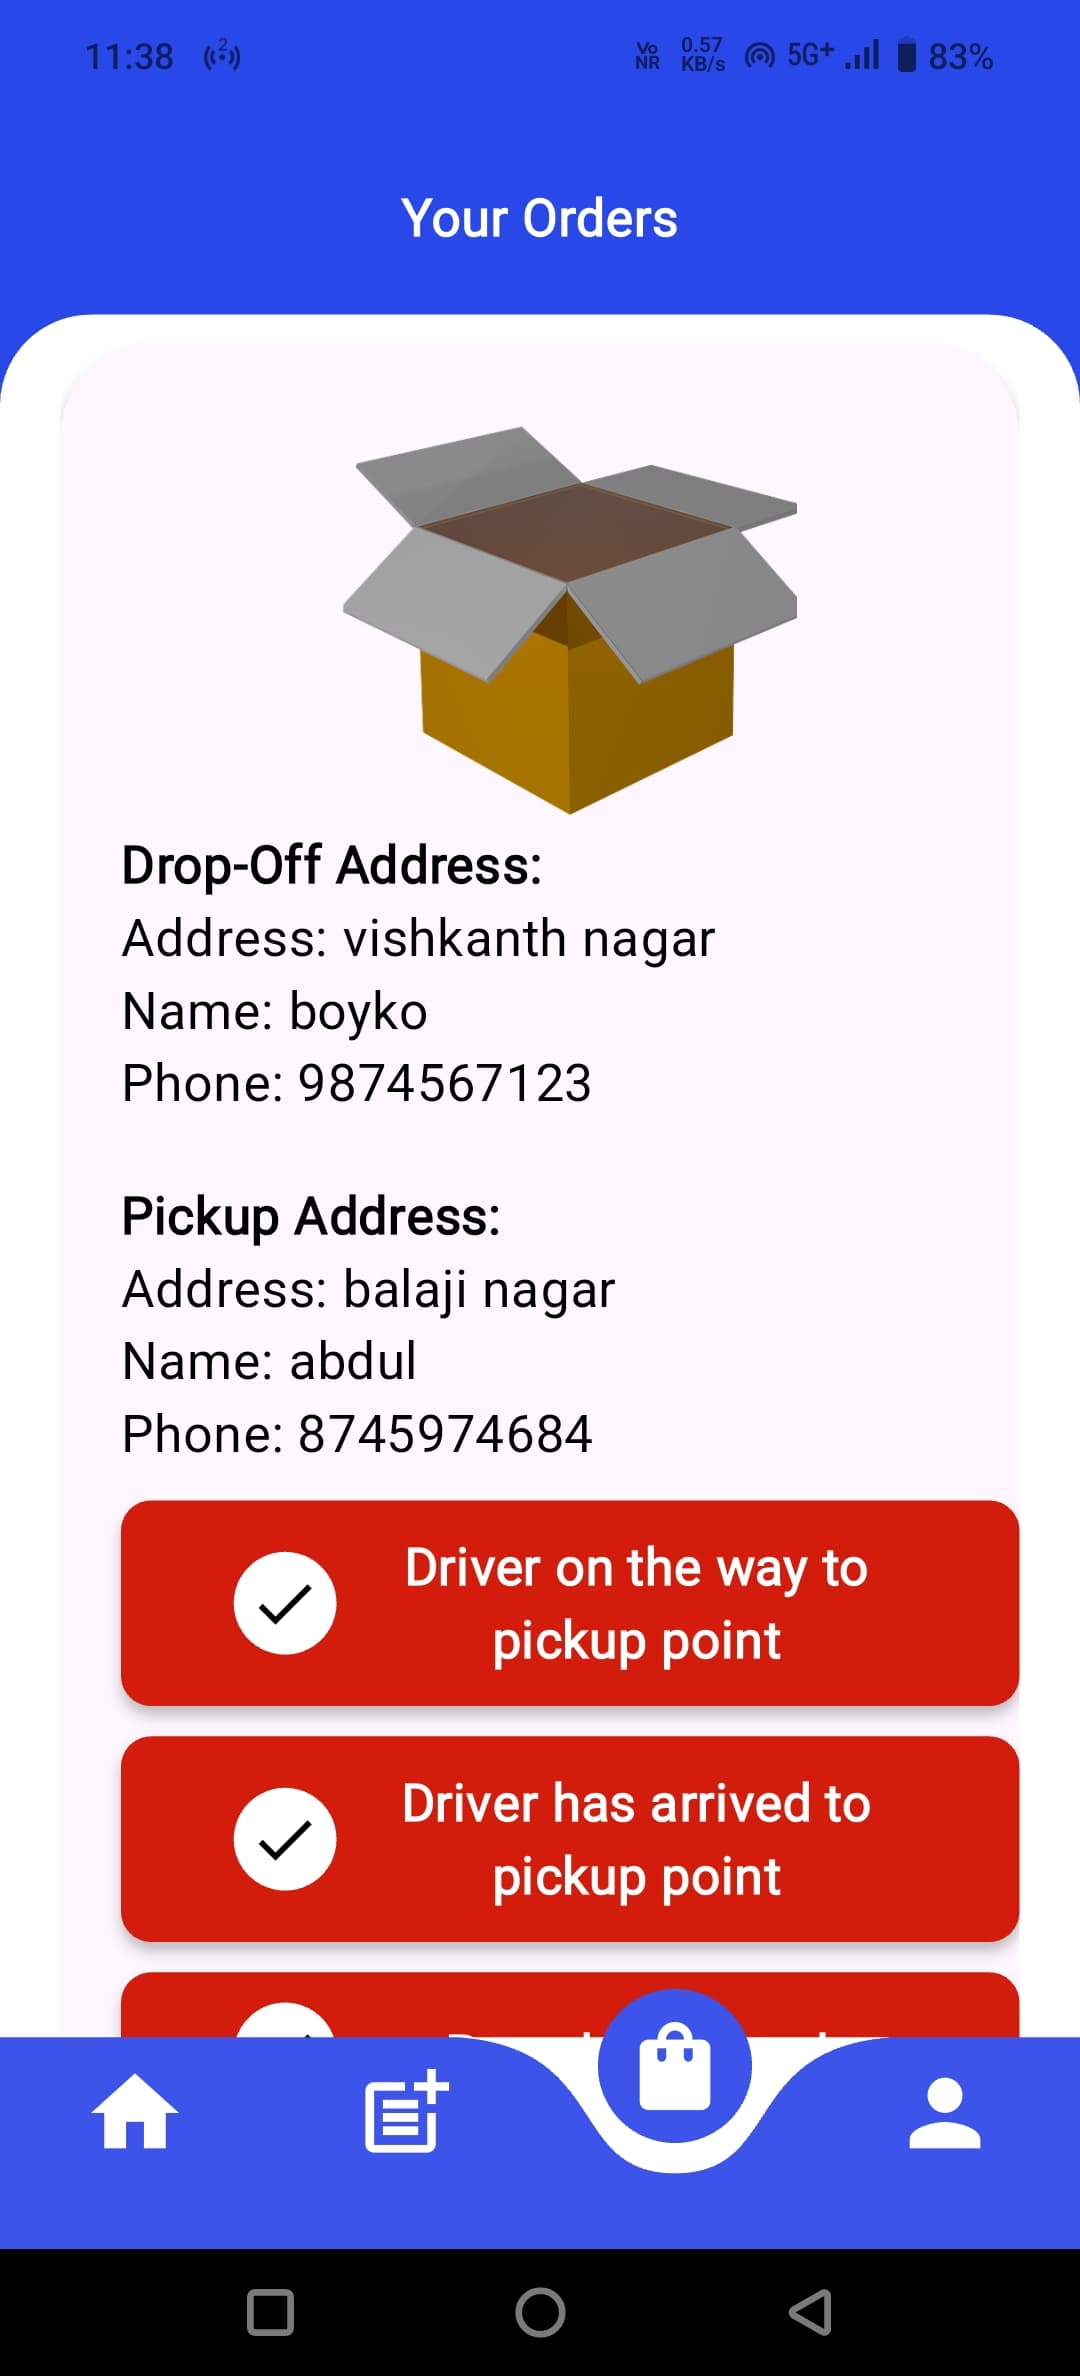 11:38 2 Vo NR 0.57 KB/s 5G+ 83%
Your Orders
Drop-Off Address:
Address: vishkanth nagar
Name: boyko
Phone: 9874567123
Pickup Address:
Address: balaji nagar
Name: abdul
Phone: 8745974684
Driver on the way to
pickup point
Driver has arrived to
pickup point